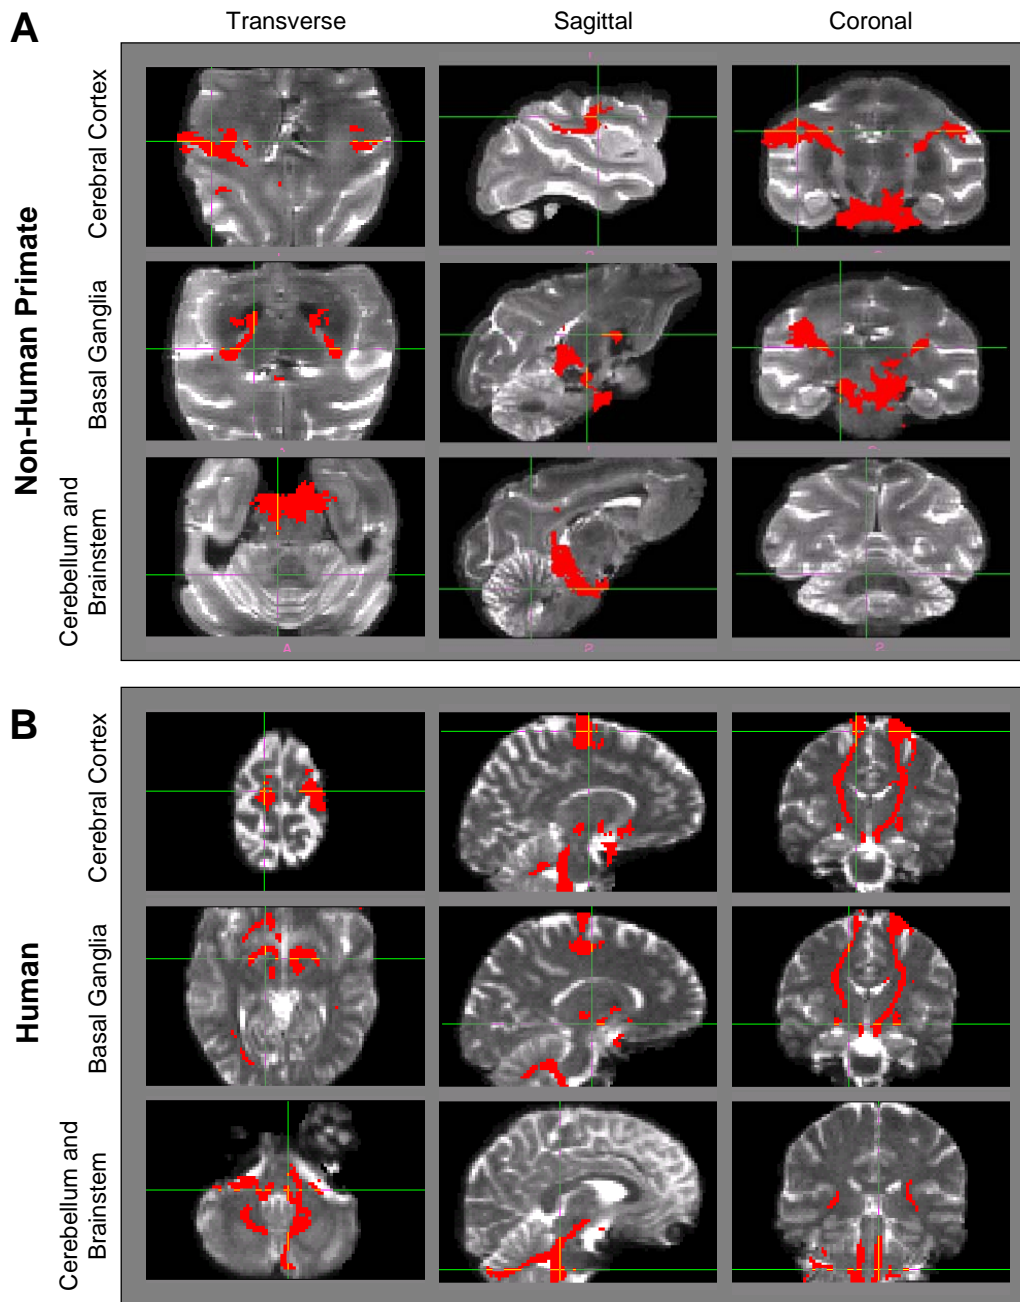 A
Transverse
Sagittal
Coronal
Non-Human Primate
Cerebral Cortex
Basal Ganglia
Cerebellum and
Brainstem
B
Human
Cerebral Cortex
Basal Ganglia
Cerebellum and
Brainstem